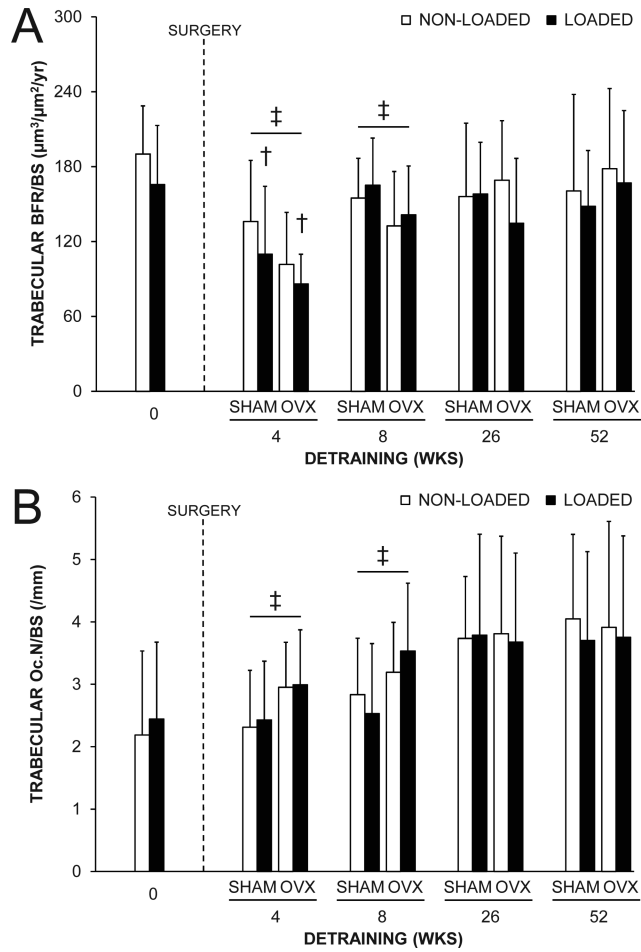 A
300
240
180
120
60
0
TRABECULAR BFR/BS (µm³/µm²/yr)
SURGERY
NON-LOADED LOADED
‡ ‡
† †
SHAM OVX SHAM OVX SHAM OVX SHAM OVX
0 4 8 26 52
DETRAINING (WKS)
B
6
5
4
3
2
1
0
TRABECULAR Oc.N/BS (/mm)
SURGERY
NON-LOADED LOADED
‡ ‡
SHAM OVX SHAM OVX SHAM OVX SHAM OVX
0 4 8 26 52
DETRAINING (WKS)